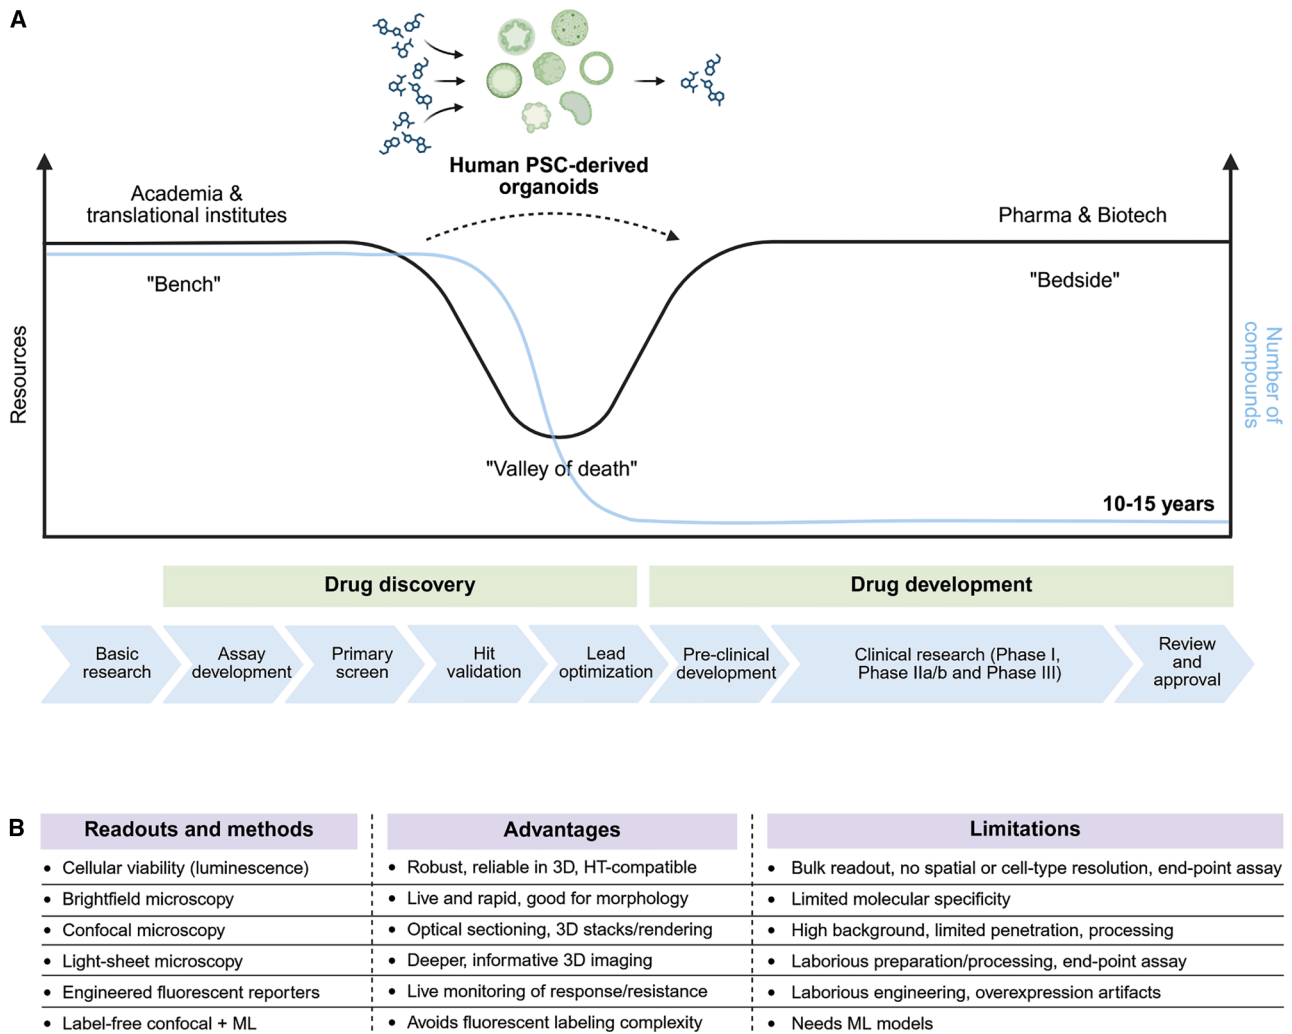 A
Human PSC-derived
organoids
Academia &
translational institutes
Pharma & Biotech
"Bench"
"Bedside"
Resources
Number of
compounds
"Valley of death"
10-15 years
Drug discovery
Drug development
Basic
research
Assay
development
Primary
screen
Hit
validation
Lead
optimization
Pre-clinical
development
Clinical research (Phase I,
Phase IIa/b and Phase III)
Review
and
approval
B
Readouts and methods
Advantages
Limitations
• Cellular viability (luminescence)
• Robust, reliable in 3D, HT-compatible
• Bulk readout, no spatial or cell-type resolution, end-point assay
• Brightfield microscopy
• Live and rapid, good for morphology
• Limited molecular specificity
• Confocal microscopy
• Optical sectioning, 3D stacks/rendering
• High background, limited penetration, processing
• Light-sheet microscopy
• Deeper, informative 3D imaging
• Laborious preparation/processing, end-point assay
• Engineered fluorescent reporters
• Live monitoring of response/resistance
• Laborious engineering, overexpression artifacts
• Label-free confocal + ML
• Avoids fluorescent labeling complexity
• Needs ML models